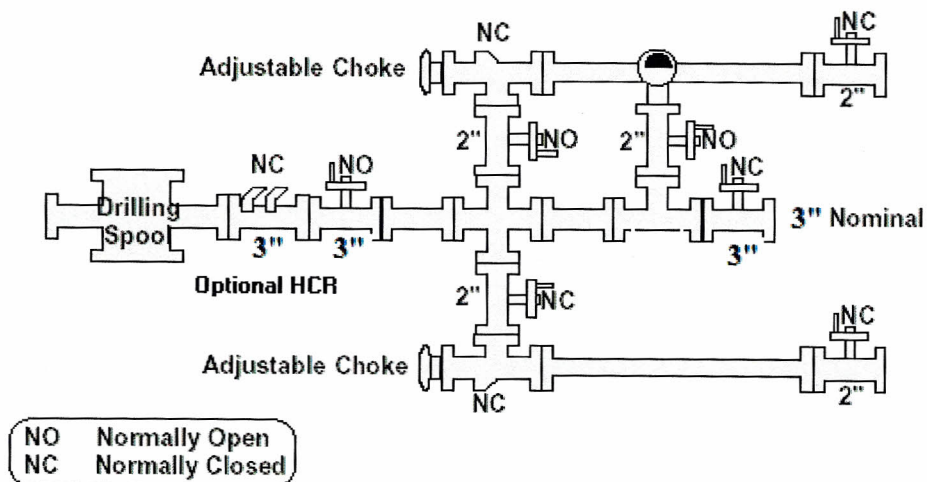 NC
NC
Adjustable Choke
2"
2"
NO
2"
NO
NC
NO
NC
Drilling
Spool
3" Nominal
3"
3"
3"
Optional HCR
2"
NC
NC
Adjustable Choke
NC
2"
NO Normally Open
NC Normally Closed